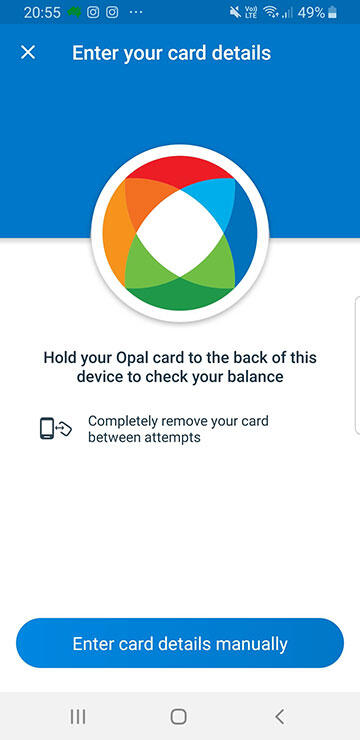 20:55 ··· Vo) LTE 49%
Enter your card details
Hold your Opal card to the back of this
device to check your balance
Completely remove your card
between attempts
Enter card details manually